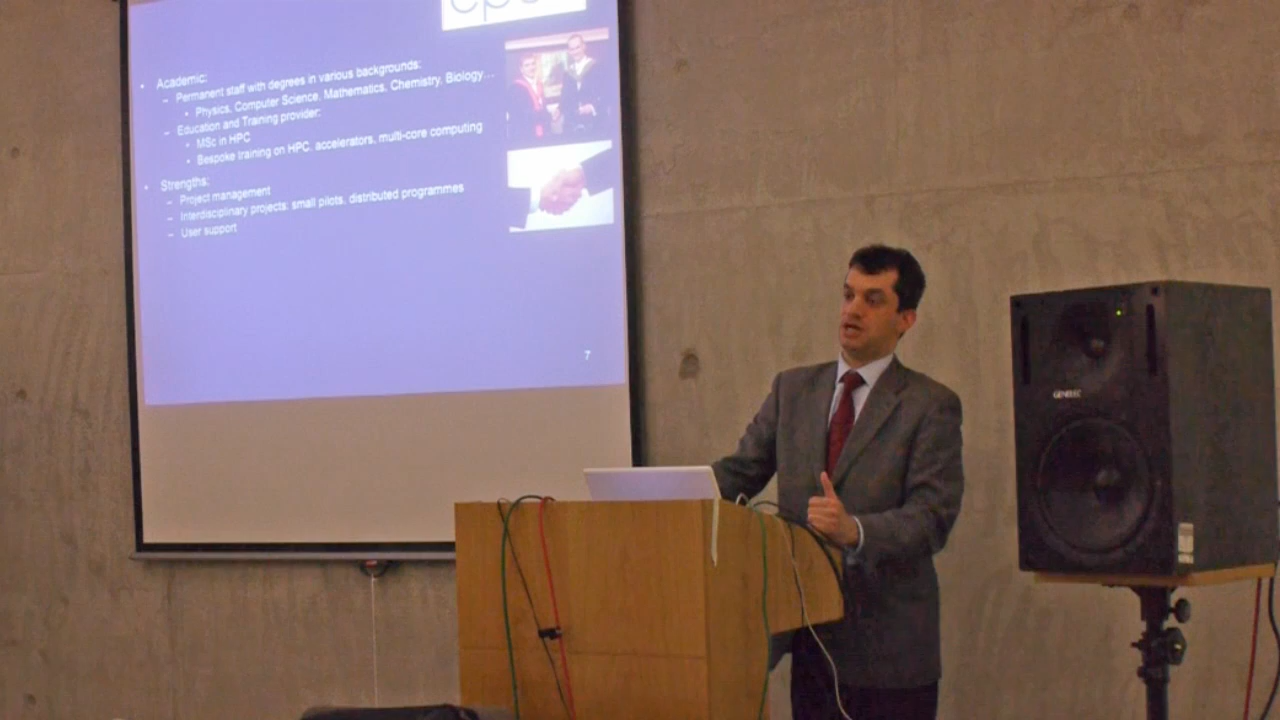 • Academic:
– Permanent staff with degrees in various backgrounds:
• Physics, Computer Science, Mathematics, Chemistry, Biology…
– Education and Training provider:
• MSc in HPC
• Bespoke training on HPC, accelerators, multi-core computing
• Strengths:
– Project management
– Interdisciplinary projects: small pilots, distributed programmes
– User support
7
GENELEC